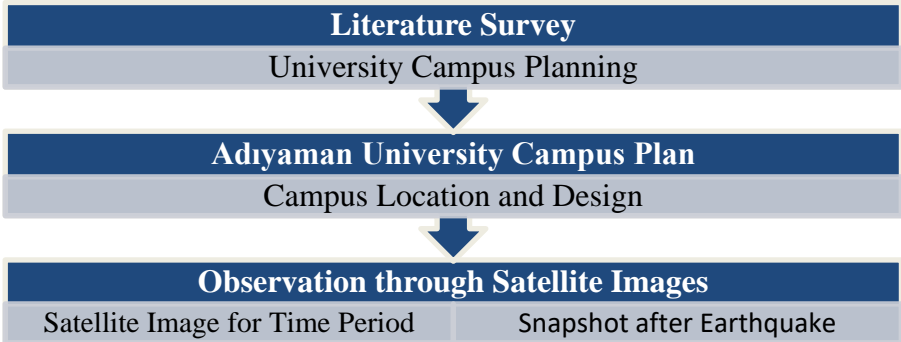 Literature Survey
University Campus Planning
Adıyaman University Campus Plan
Campus Location and Design
Observation through Satellite Images
Satellite Image for Time Period
Snapshot after Earthquake